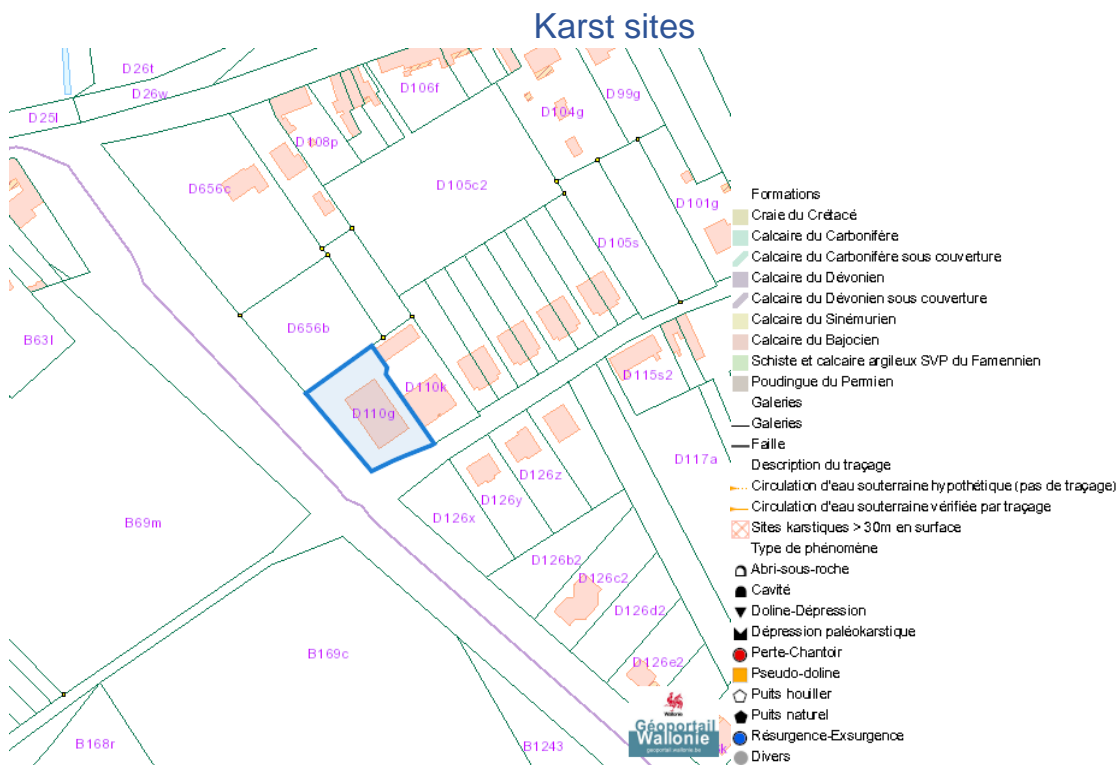 Karst sites
D26t
D26w
D25l
D106f
D99g
D104g
D108p
D656c
D105c2
D101g
D105s
D656b
B63l
D110k
D110g
D115s2
D117a
D126z
D126y
D126x
B69m
D126b2
D126c2
D126d2
D126e2
B169c
B168r
B1243
Wallonie
Géoportail
Wallonie
geoportail.wallonie.be
Formations
Craie du Crétacé
Calcaire du Carbonifère
Calcaire du Carbonifère sous couverture
Calcaire du Dévonien
Calcaire du Dévonien sous couverture
Calcaire du Sinémurien
Calcaire du Bajocien
Schiste et calcaire argileux SVP du Famennien
Poudingue du Permien
Galeries
Galeries
Faille
Description du traçage
Circulation d'eau souterraine hypothétique (pas de traçage)
Circulation d'eau souterraine vérifiée par traçage
Sites karstiques > 30m en surface
Type de phénomène
Abri-sous-roche
Cavité
Doline-Dépression
Dépression paléokarstique
Perte-Chantoir
Pseudo-doline
Puits houiller
Puits naturel
Résurgence-Exsurgence
Divers